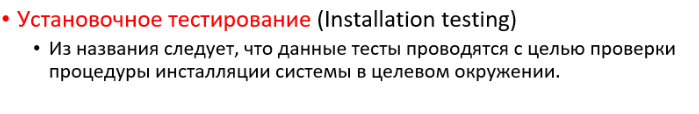 • Установочное тестирование (Installation testing)
• Из названия следует, что данные тесты проводятся с целью проверки
процедуры инсталляции системы в целевом окружении.